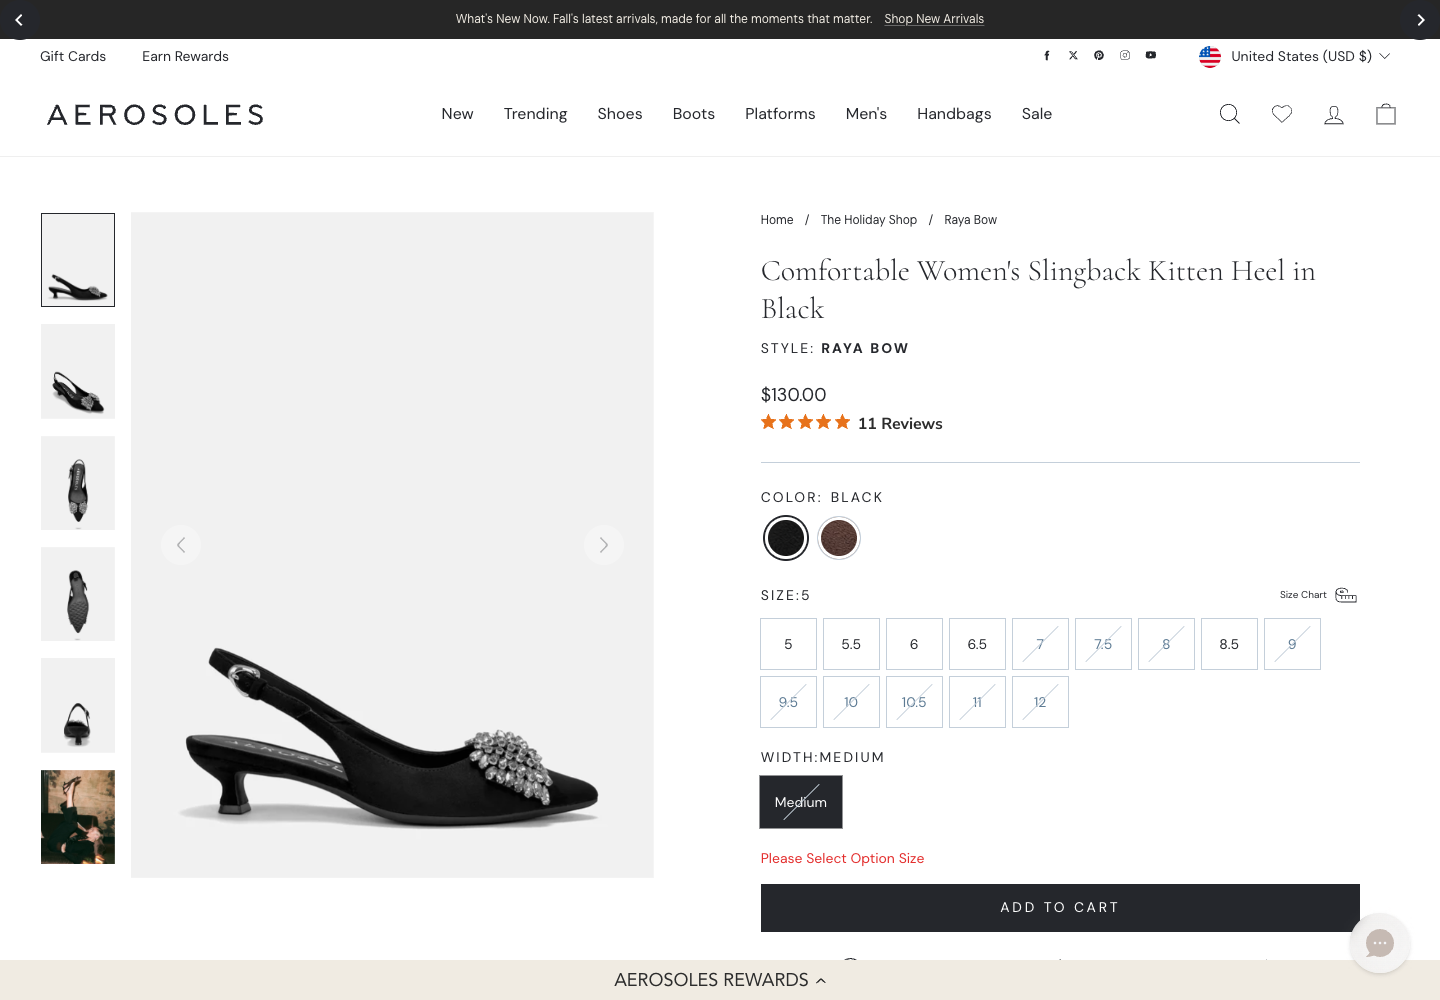 What's New Now. Fall's latest arrivals, made for all the moments that matter. Shop New Arrivals
Gift Cards Earn Rewards
United States (USD $)
AEROSOLES
New Trending Shoes Boots Platforms Men's Handbags Sale
Home / The Holiday Shop / Raya Bow
Comfortable Women's Slingback Kitten Heel in
Black
STYLE: RAYA BOW
$130.00
11 Reviews
COLOR: BLACK
SIZE:5
Size Chart
5 5.5 6 6.5 7 7.5 8 8.5 9
9.5 10 10.5 11 12
WIDTH:MEDIUM
Medium
Please Select Option Size
ADD TO CART
AEROSOLES REWARDS